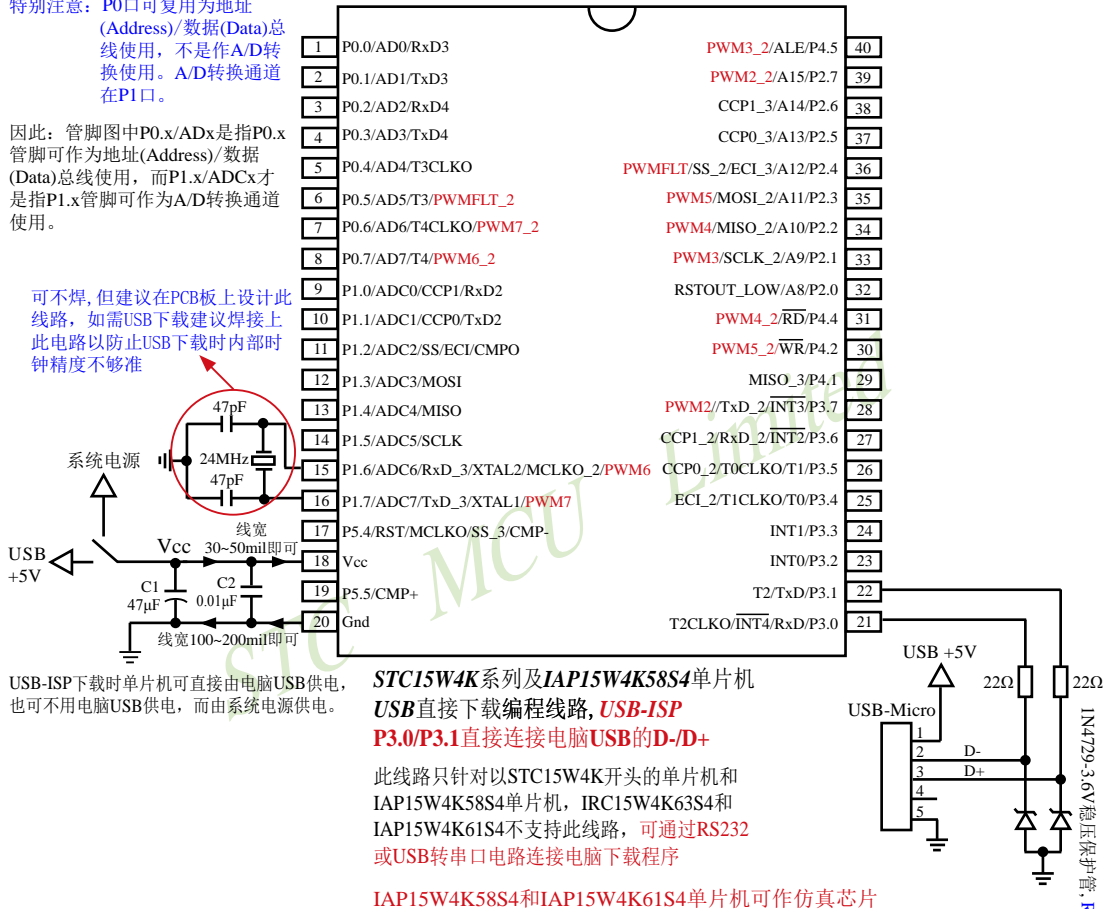 特别注意：P0口可复用为地址
(Address)/数据(Data)总
线使用，不是作A/D转
换使用。A/D转换通道
在P1口。
因此：管脚图中P0.x/ADx是指P0.x
管脚可作为地址(Address)/数据
(Data)总线使用，而P1.x/ADCx才
是指P1.x管脚可作为A/D转换通道
使用。
可不焊,但建议在PCB板上设计此
线路，如需USB下载建议焊接上
此电路以防止USB下载时内部时
钟精度不够准
47pF
24MHz
47pF
系统电源
USB
+5V
Vcc
线宽
30~50mil即可
C1
47μF
C2
0.01μF
线宽100~200mil即可
USB-ISP下载时单片机可直接由电脑USB供电，
也可不用电脑USB供电，而由系统电源供电。
1 P0.0/AD0/RxD3
2 P0.1/AD1/TxD3
3 P0.2/AD2/RxD4
4 P0.3/AD3/TxD4
5 P0.4/AD4/T3CLKO
6 P0.5/AD5/T3/PWMFLT_2
7 P0.6/AD6/T4CLKO/PWM7_2
8 P0.7/AD7/T4/PWM6_2
9 P1.0/ADC0/CCP1/RxD2
10 P1.1/ADC1/CCP0/TxD2
11 P1.2/ADC2/SS/ECI/CMPO
12 P1.3/ADC3/MOSI
13 P1.4/ADC4/MISO
14 P1.5/ADC5/SCLK
15 P1.6/ADC6/RxD_3/XTAL2/MCLKO_2/PWM6
16 P1.7/ADC7/TxD_3/XTAL1/PWM7
17 P5.4/RST/MCLKO/SS_3/CMP-
18 Vcc
19 P5.5/CMP+
20 Gnd
PWM3_2/ALE/P4.5 40
PWM2_2/A15/P2.7 39
CCP1_3/A14/P2.6 38
CCP0_3/A13/P2.5 37
PWMFLT/SS_2/ECI_3/A12/P2.4 36
PWM5/MOSI_2/A11/P2.3 35
PWM4/MISO_2/A10/P2.2 34
PWM3/SCLK_2/A9/P2.1 33
RSTOUT_LOW/A8/P2.0 32
PWM4_2/RD/P4.4 31
PWM5_2/WR/P4.2 30
MISO_3/P4.1 29
PWM2//TxD_2/INT3/P3.7 28
CCP1_2/RxD_2/INT2/P3.6 27
CCP0_2/T0CLKO/T1/P3.5 26
ECI_2/T1CLKO/T0/P3.4 25
INT1/P3.3 24
INT0/P3.2 23
T2/TxD/P3.1 22
T2CLKO/INT4/RxD/P3.0 21
STC MCU Limited
STC15W4K系列及IAP15W4K58S4单片机
USB直接下载编程线路,USB-ISP
P3.0/P3.1直接连接电脑USB的D-/D+
此线路只针对以STC15W4K开头的单片机和
IAP15W4K58S4单片机，IRC15W4K63S4和
IAP15W4K61S4不支持此线路，可通过RS232
或USB转串口电路连接电脑下载程序
IAP15W4K58S4和IAP15W4K61S4单片机可作仿真芯片
USB +5V
USB-Micro
1
2
3
4
5
D-
D+
22Ω
22Ω
1N4729-3.6V稳压保护管,